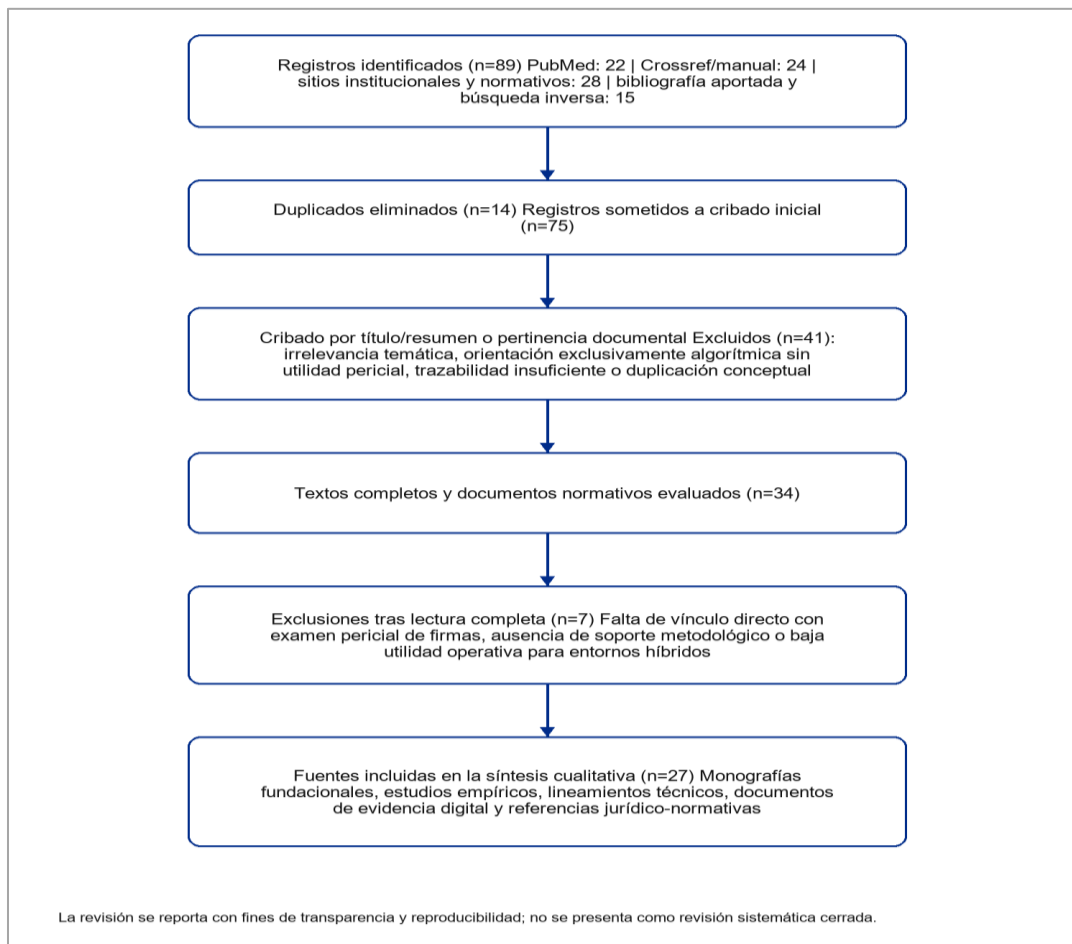 Registros identificados (n=89) PubMed: 22 | Crossref/manual: 24 |
sitios institucionales y normativos: 28 | bibliografía aportada y
búsqueda inversa: 15
Duplicados eliminados (n=14) Registros sometidos a cribado inicial
(n=75)
Cribado por título/resumen o pertinencia documental Excluidos (n=41):
irrelevancia temática, orientación exclusivamente algorítmica sin
utilidad pericial, trazabilidad insuficiente o duplicación conceptual
Textos completos y documentos normativos evaluados (n=34)
Exclusiones tras lectura completa (n=7) Falta de vínculo directo con
examen pericial de firmas, ausencia de soporte metodológico o baja
utilidad operativa para entornos híbridos
Fuentes incluidas en la síntesis cualitativa (n=27) Monografías
fundacionales, estudios empíricos, lineamientos técnicos, documentos
de evidencia digital y referencias jurídico-normativas
La revisión se reporta con fines de transparencia y reproducibilidad; no se presenta como revisión sistemática cerrada.